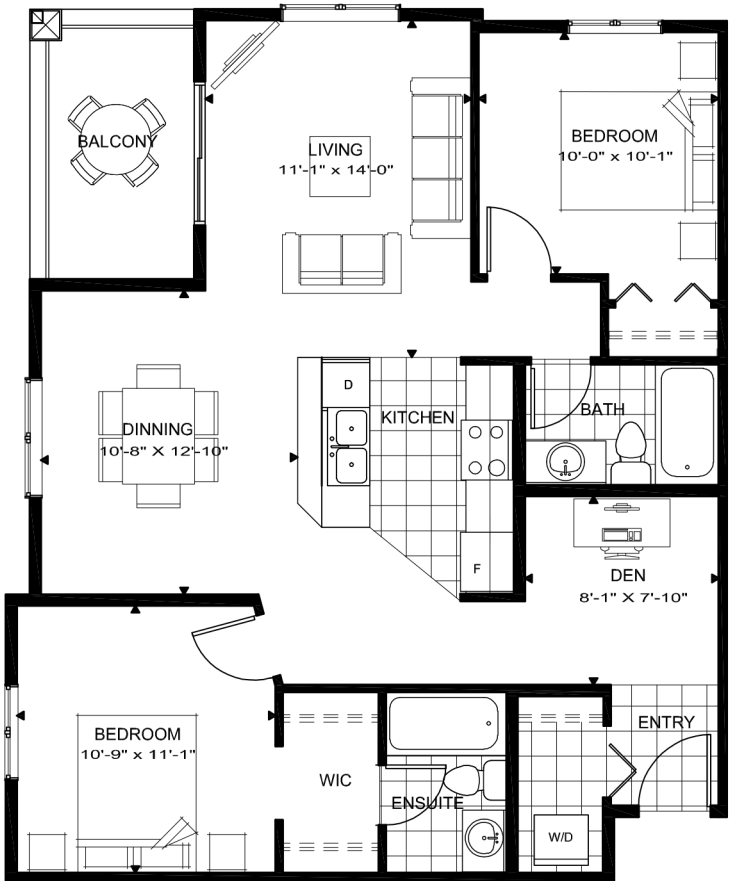 BALCONY
LIVING
11'-1" x 14'-0"
BEDROOM
10'-0" x 10'-1"
D
KITCHEN
BATH
DINNING
10'-8" X 12'-10"
F
DEN
8'-1" X 7'-10"
BEDROOM
10'-9" x 11'-1"
WIC
ENSUITE
ENTRY
W/D